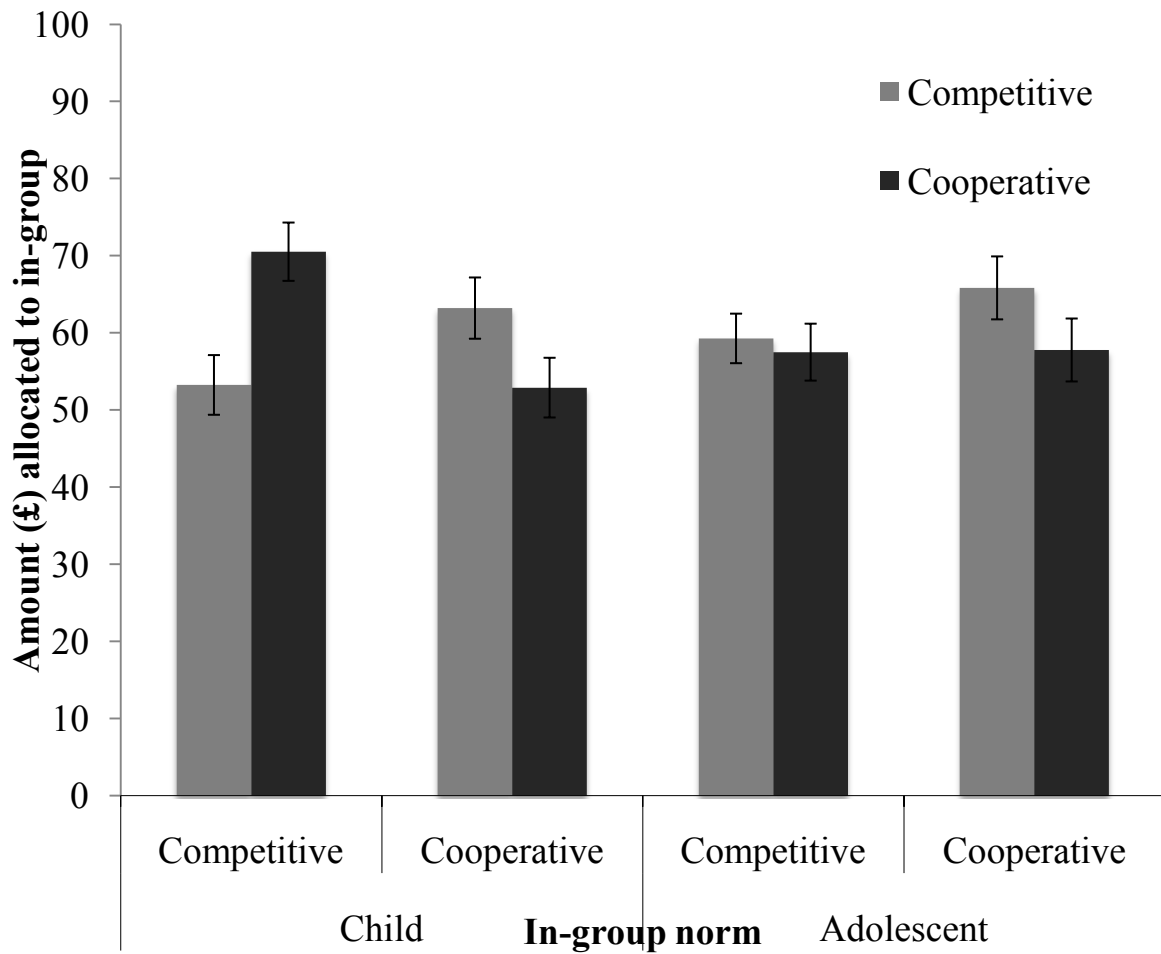 100
90
80
70
60
50
40
30
20
10
0
Amount (£) allocated to in-group
Competitive
Cooperative
Competitive Cooperative Competitive Cooperative
Child In-group norm Adolescent